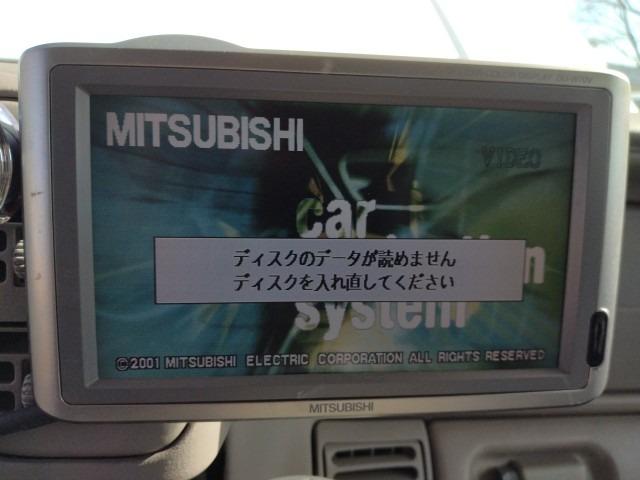 MITSUBISHI
VIDEO
car
ディスクのデータが読めません
ディスクを入れ直してください
system
©2001 MITSUBISHI ELECTRIC CORPORATION ALL RIGHTS RESERVED
MITSUBISHI